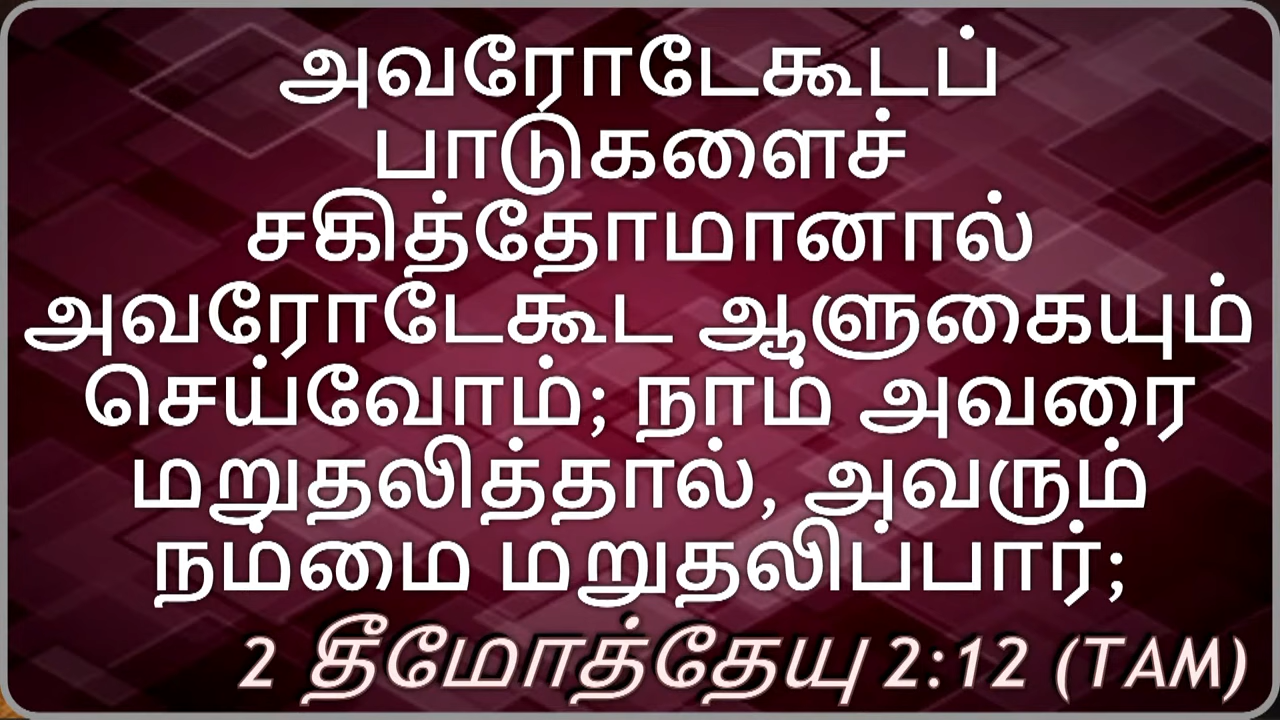 அவரோடேகூடப்
பாடுகளைச்
சகித்தோமானால்
அவரோடேகூட ஆளுகையும்
செய்வோம்; நாம் அவரை
மறுதலித்தால், அவரும்
நம்மை மறுதலிப்பார்;
2 தீமோத்தேயு 2:12 (TAM)